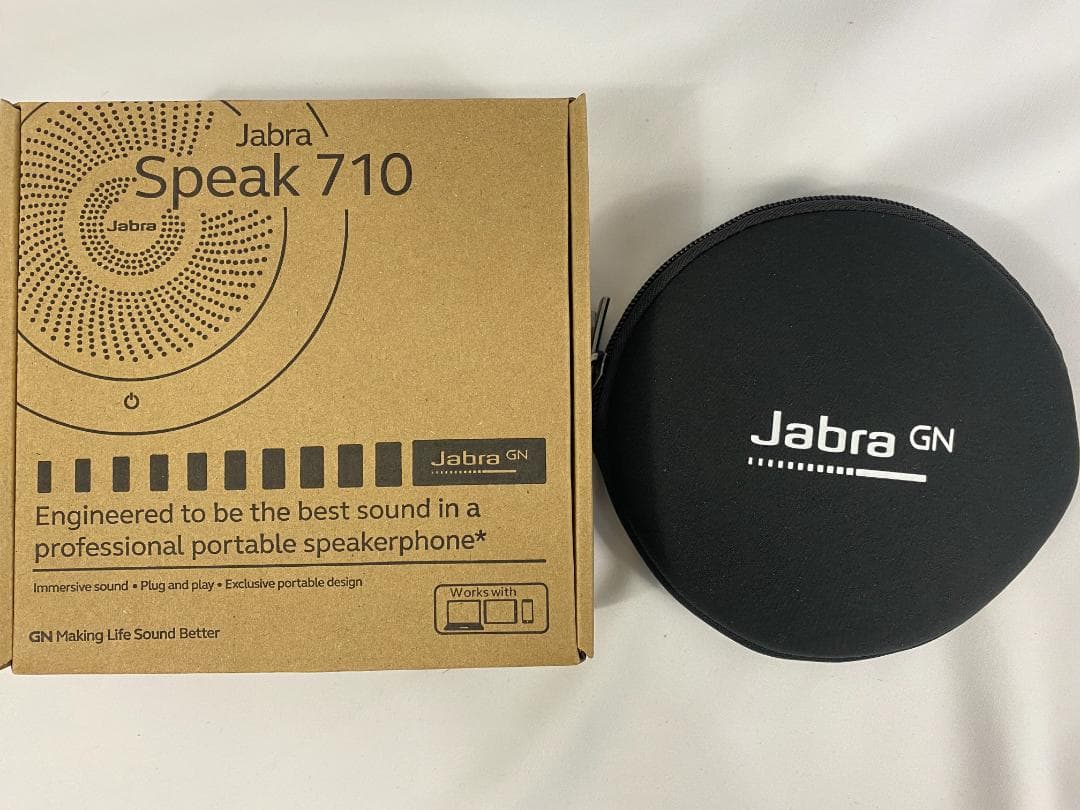 Jabra
Speak 710
Jabra
Jabra GN
Engineered to be the best sound in a
professional portable speakerphone*
Immersive sound • Plug and play • Exclusive portable design
Works with
GN Making Life Sound Better
Jabra GN